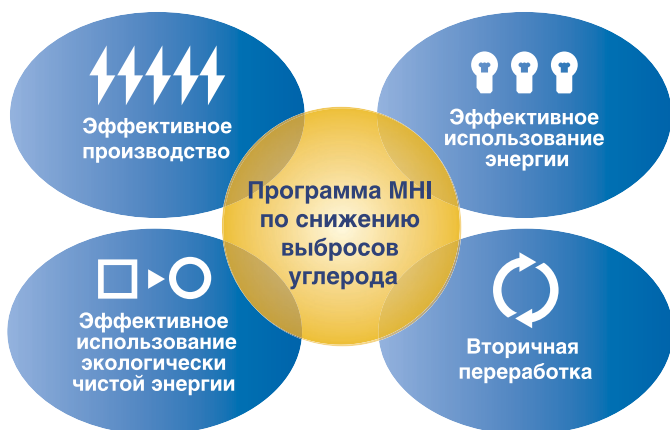 Эффективное
производство
Эффективное
использование
энергии
Программа MHI
по снижению
выбросов
углерода
Эффективное
использование
экологически
чистой энергии
Вторичная
переработка